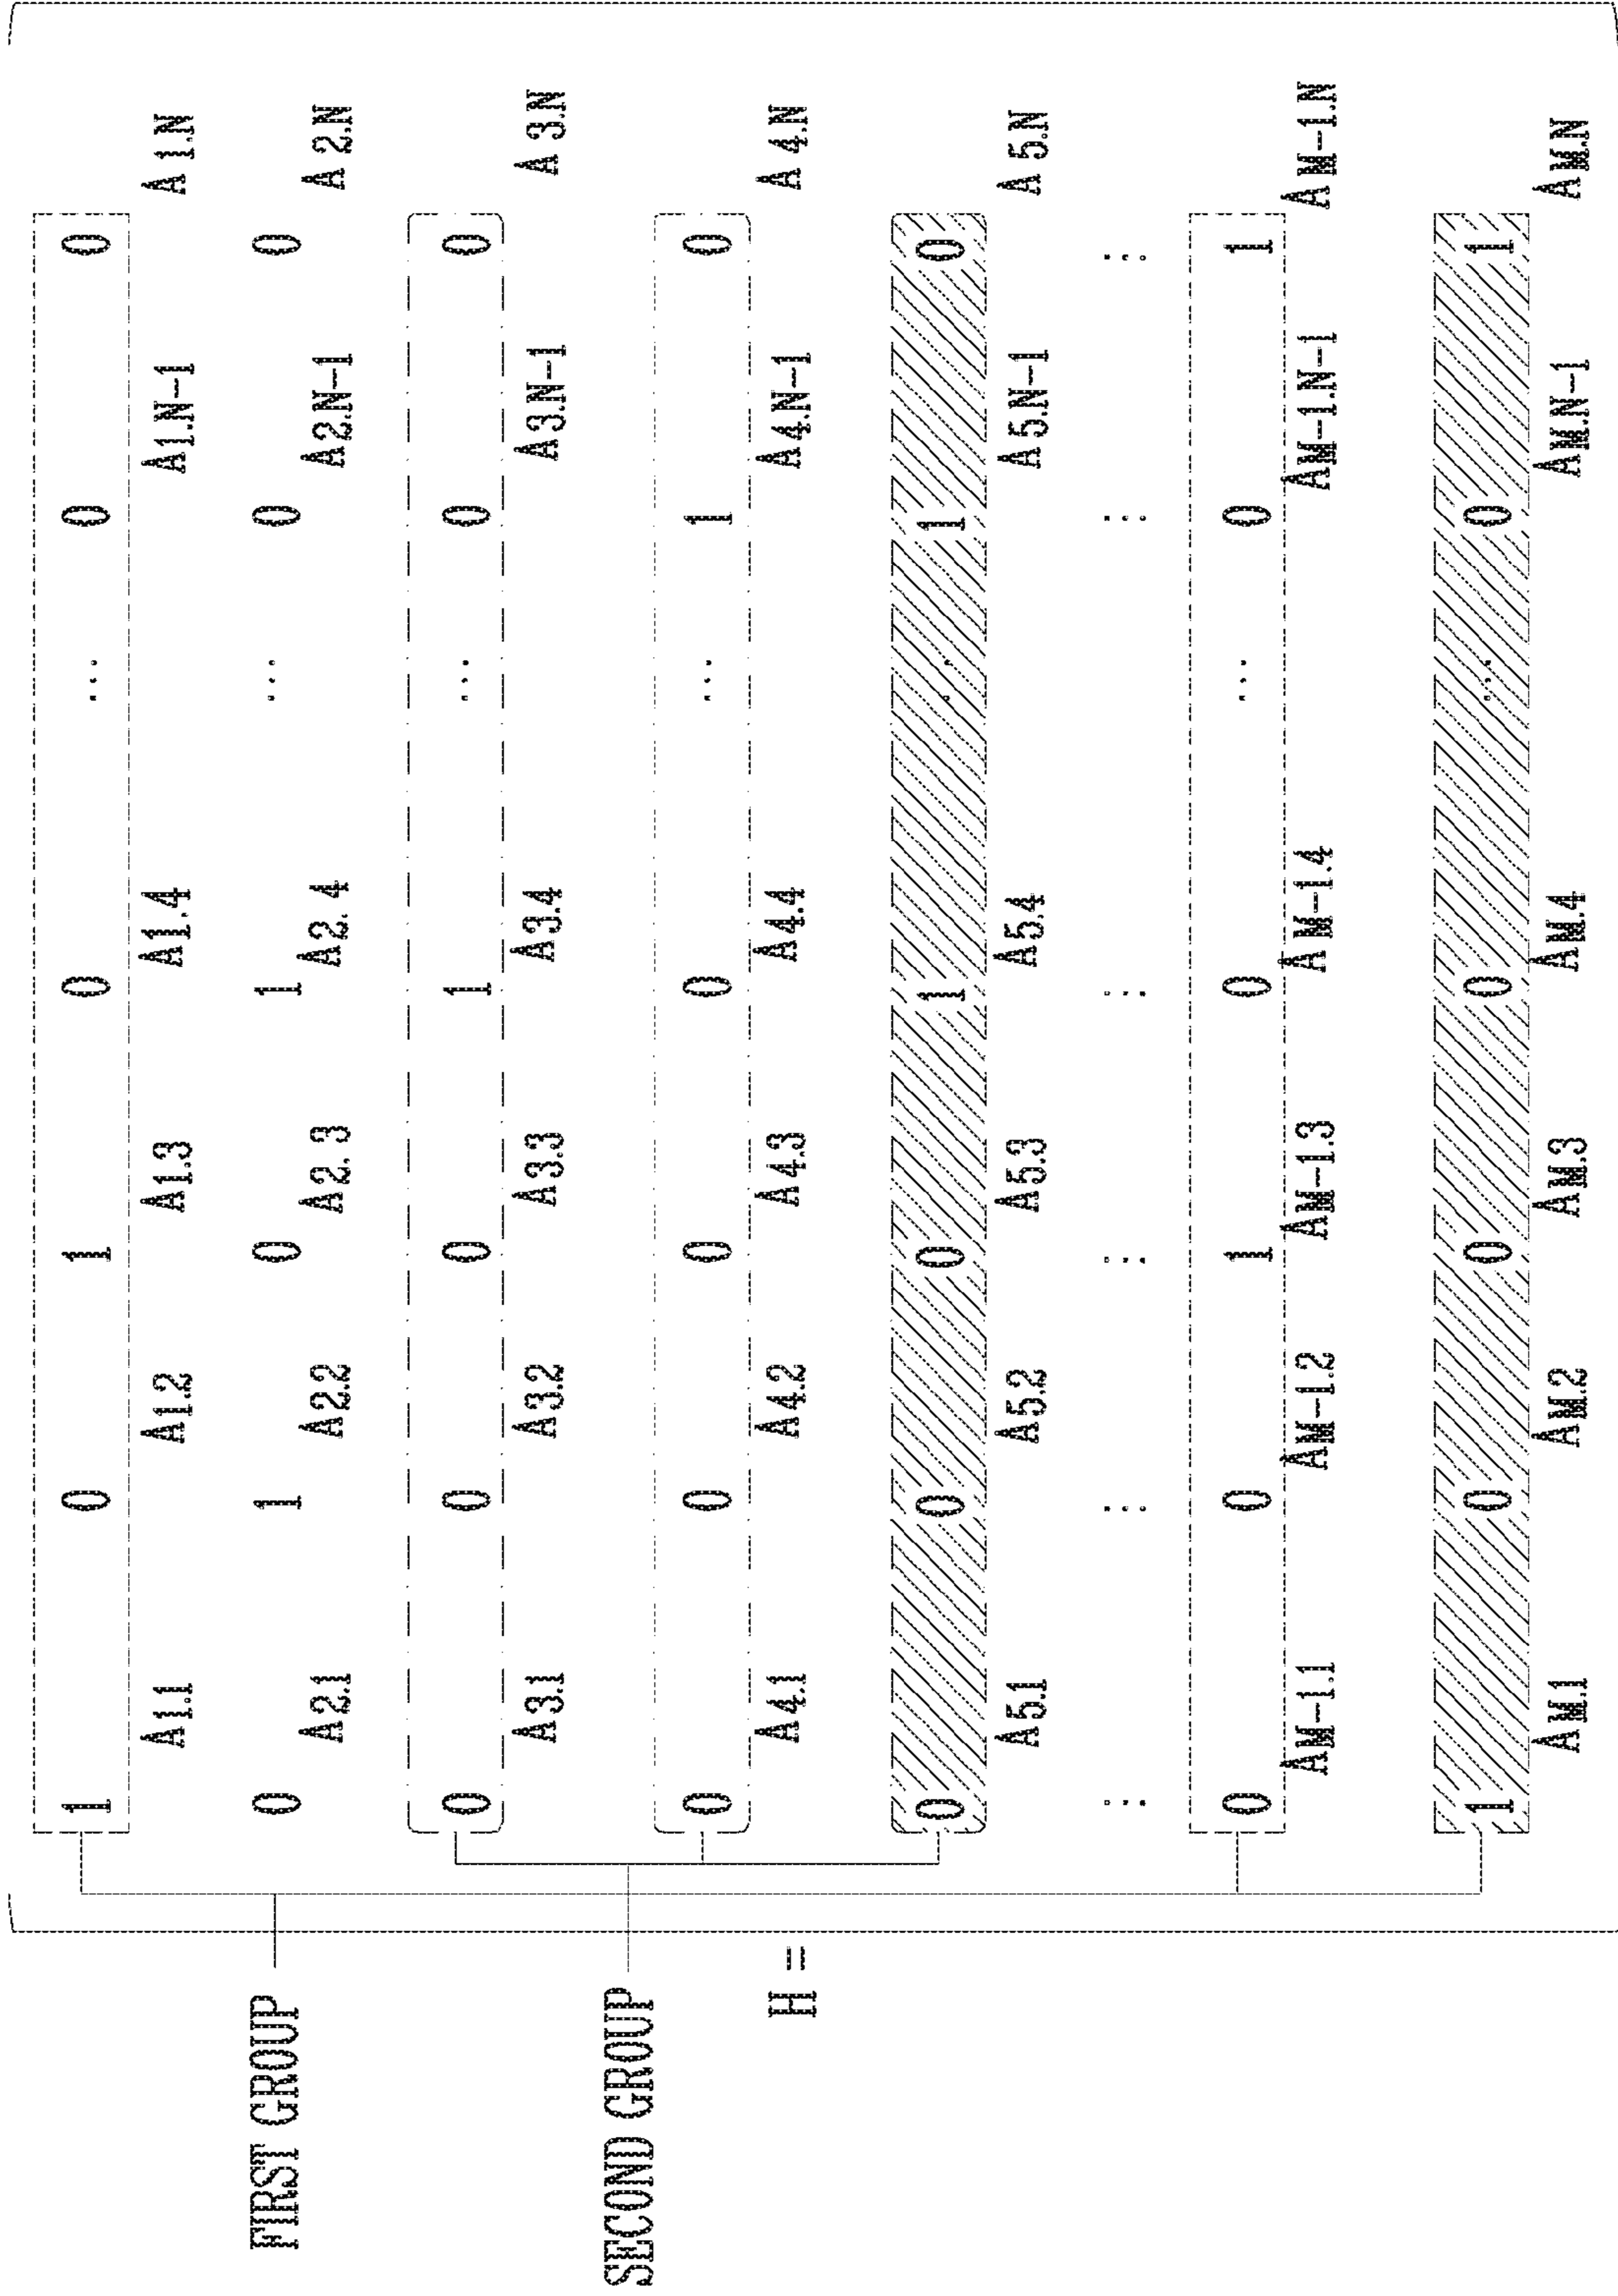 1 0 1 0 ... 0 0
A1.1 A1.2 A1.3 A1.4 A1.N-1 A1.N
FIRST GROUP
0 1 0 1 ... 0 0
A2.1 A2.2 A2.3 A2.4 A2.N-1 A2.N
0 0 0 1 ... 0 0
A3.1 A3.2 A3.3 A3.4 A3.N-1 A3.N
SECOND GROUP
0 0 0 0 ... 1 0
H =
A4.1 A4.2 A4.3 A4.4 A4.N-1 A4.N
0 0 0 1 ... 1 0
A5.1 A5.2 A5.3 A5.4 A5.N-1 A5.N
⋮ ⋮ ⋮ ⋮ ⋮ ⋮
0 0 1 0 ... 0 1
AM-1.1 AM-1.2 AM-1.3 AM-1.4 AM-1.N-1 AM-1.N
1 0 0 0 ... 0 1
AM.1 AM.2 AM.3 AM.4 AM.N-1 AM.N